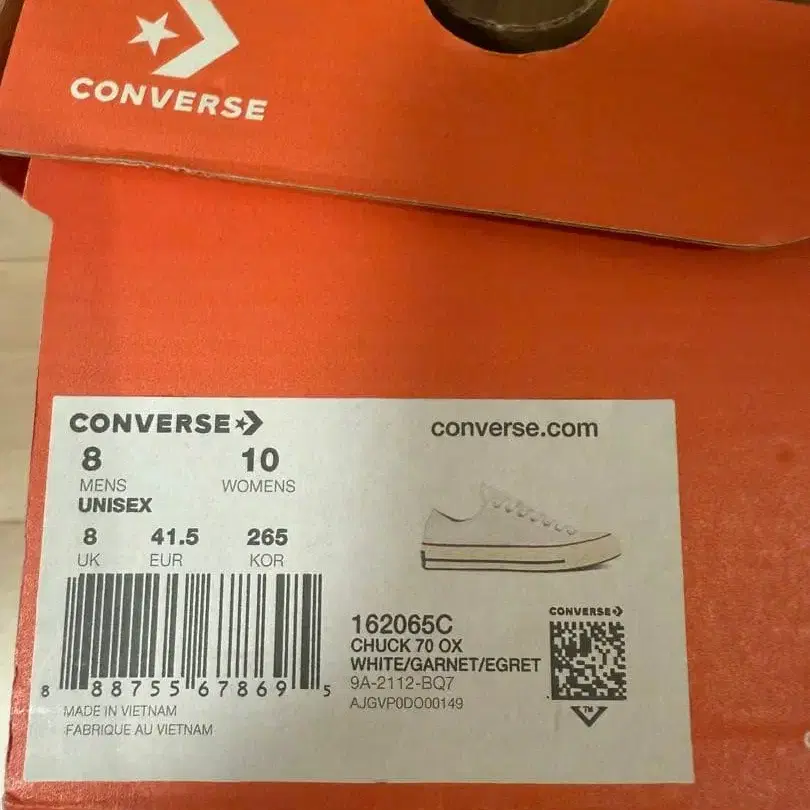 CONVERSE
CONVERSE
converse.com
8 10
MENS WOMENS
UNISEX
8 41.5 265
UK EUR KOR
8 88755 67869 5
MADE IN VIETNAM
FABRIQUE AU VIETNAM
162065C
CHUCK 70 OX
WHITE/GARNET/EGRET
9A-2112-BQ7
AJGVP0DO00149
CONVERSE
TM